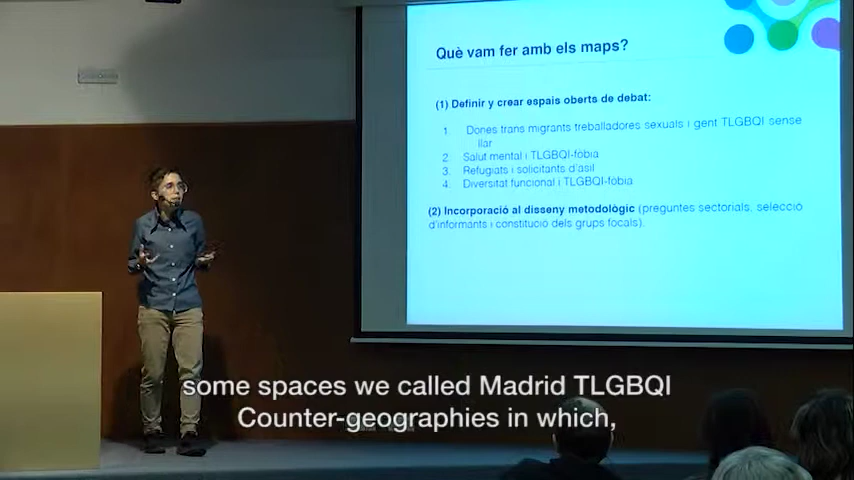 Què vam fer amb els maps?
(1) Definir y crear espais oberts de debat:
1. Dones trans migrants treballadores sexuals i gent TLGBQI sense
llar
2. Salut mental i TLGBQI-fòbia
3. Refugiats i solicitants d'asil
4. Diversitat funcional i TLGBQI-fòbia
(2) Incorporació al disseny metodològic (preguntes sectorials, selecció
d'informants i constitució dels grups focals).
some spaces we called Madrid TLGBQI
Counter-geographies in which,